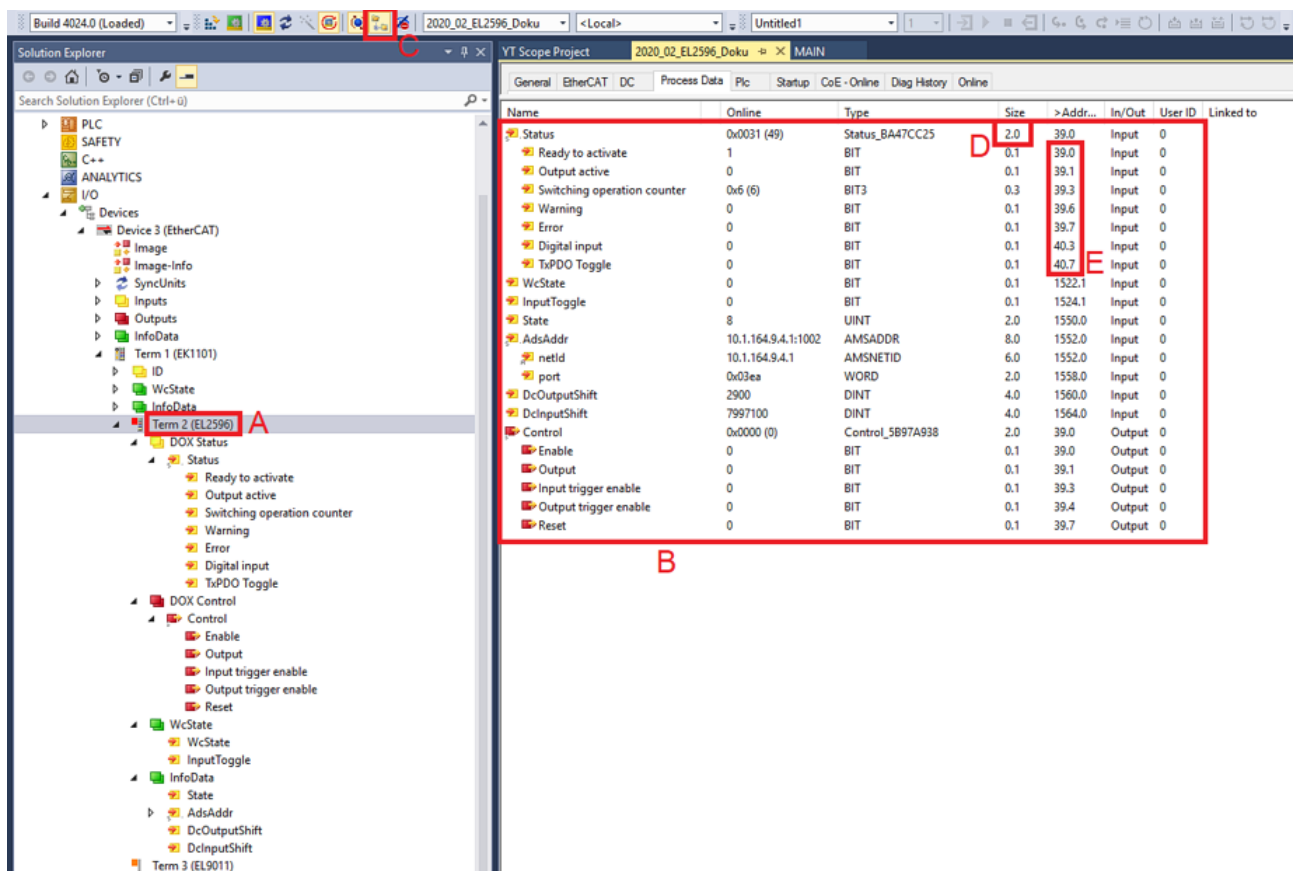 Build 4024.0 (Loaded) 2020_02_EL2596_Doku <Local> Untitled1 1
C
Solution Explorer
Search Solution Explorer (Ctrl+ü)
PLC
SAFETY
C++
ANALYTICS
I/O
Devices
Device 3 (EtherCAT)
Image
Image-Info
SyncUnits
Inputs
Outputs
InfoData
Term 1 (EK1101)
ID
WcState
InfoData
Term 2 (EL2596) A
DOX Status
Status
Ready to activate
Output active
Switching operation counter
Warning
Error
Digital input
TxPDO Toggle
DOX Control
Control
Enable
Output
Input trigger enable
Output trigger enable
Reset
WcState
WcState
InputToggle
InfoData
State
AdsAddr
DcOutputShift
DcInputShift
Term 3 (EL9011)
YT Scope Project 2020_02_EL2596_Doku MAIN
General EtherCAT DC Process Data Plc Startup CoE - Online Diag History Online
Name Online Type Size >Addr... In/Out User ID Linked to
Status 0x0031 (49) Status_BA47CC25 D 2.0 39.0 Input 0
Ready to activate 1 BIT 0.1 39.0 Input 0
Output active 0 BIT 0.1 39.1 Input 0
Switching operation counter 0x6 (6) BIT3 0.3 39.3 Input 0
Warning 0 BIT 0.1 39.6 Input 0
Error 0 BIT 0.1 39.7 Input 0
Digital input 0 BIT 0.1 40.3 Input 0
TxPDO Toggle 0 BIT 0.1 40.7 E Input 0
WcState 0 BIT 0.1 1522.1 Input 0
InputToggle 0 BIT 0.1 1524.1 Input 0
State 8 UINT 2.0 1550.0 Input 0
AdsAddr 10.1.164.9.4.1:1002 AMSADDR 8.0 1552.0 Input 0
netId 10.1.164.9.4.1 AMSNETID 6.0 1552.0 Input 0
port 0x03ea WORD 2.0 1558.0 Input 0
DcOutputShift 2900 DINT 4.0 1560.0 Input 0
DcInputShift 7997100 DINT 4.0 1564.0 Input 0
Control 0x0000 (0) Control_5B97A938 2.0 39.0 Output 0
Enable 0 BIT 0.1 39.0 Output 0
Output 0 BIT 0.1 39.1 Output 0
Input trigger enable 0 BIT 0.1 39.3 Output 0
Output trigger enable 0 BIT 0.1 39.4 Output 0
Reset 0 BIT 0.1 39.7 Output 0
B